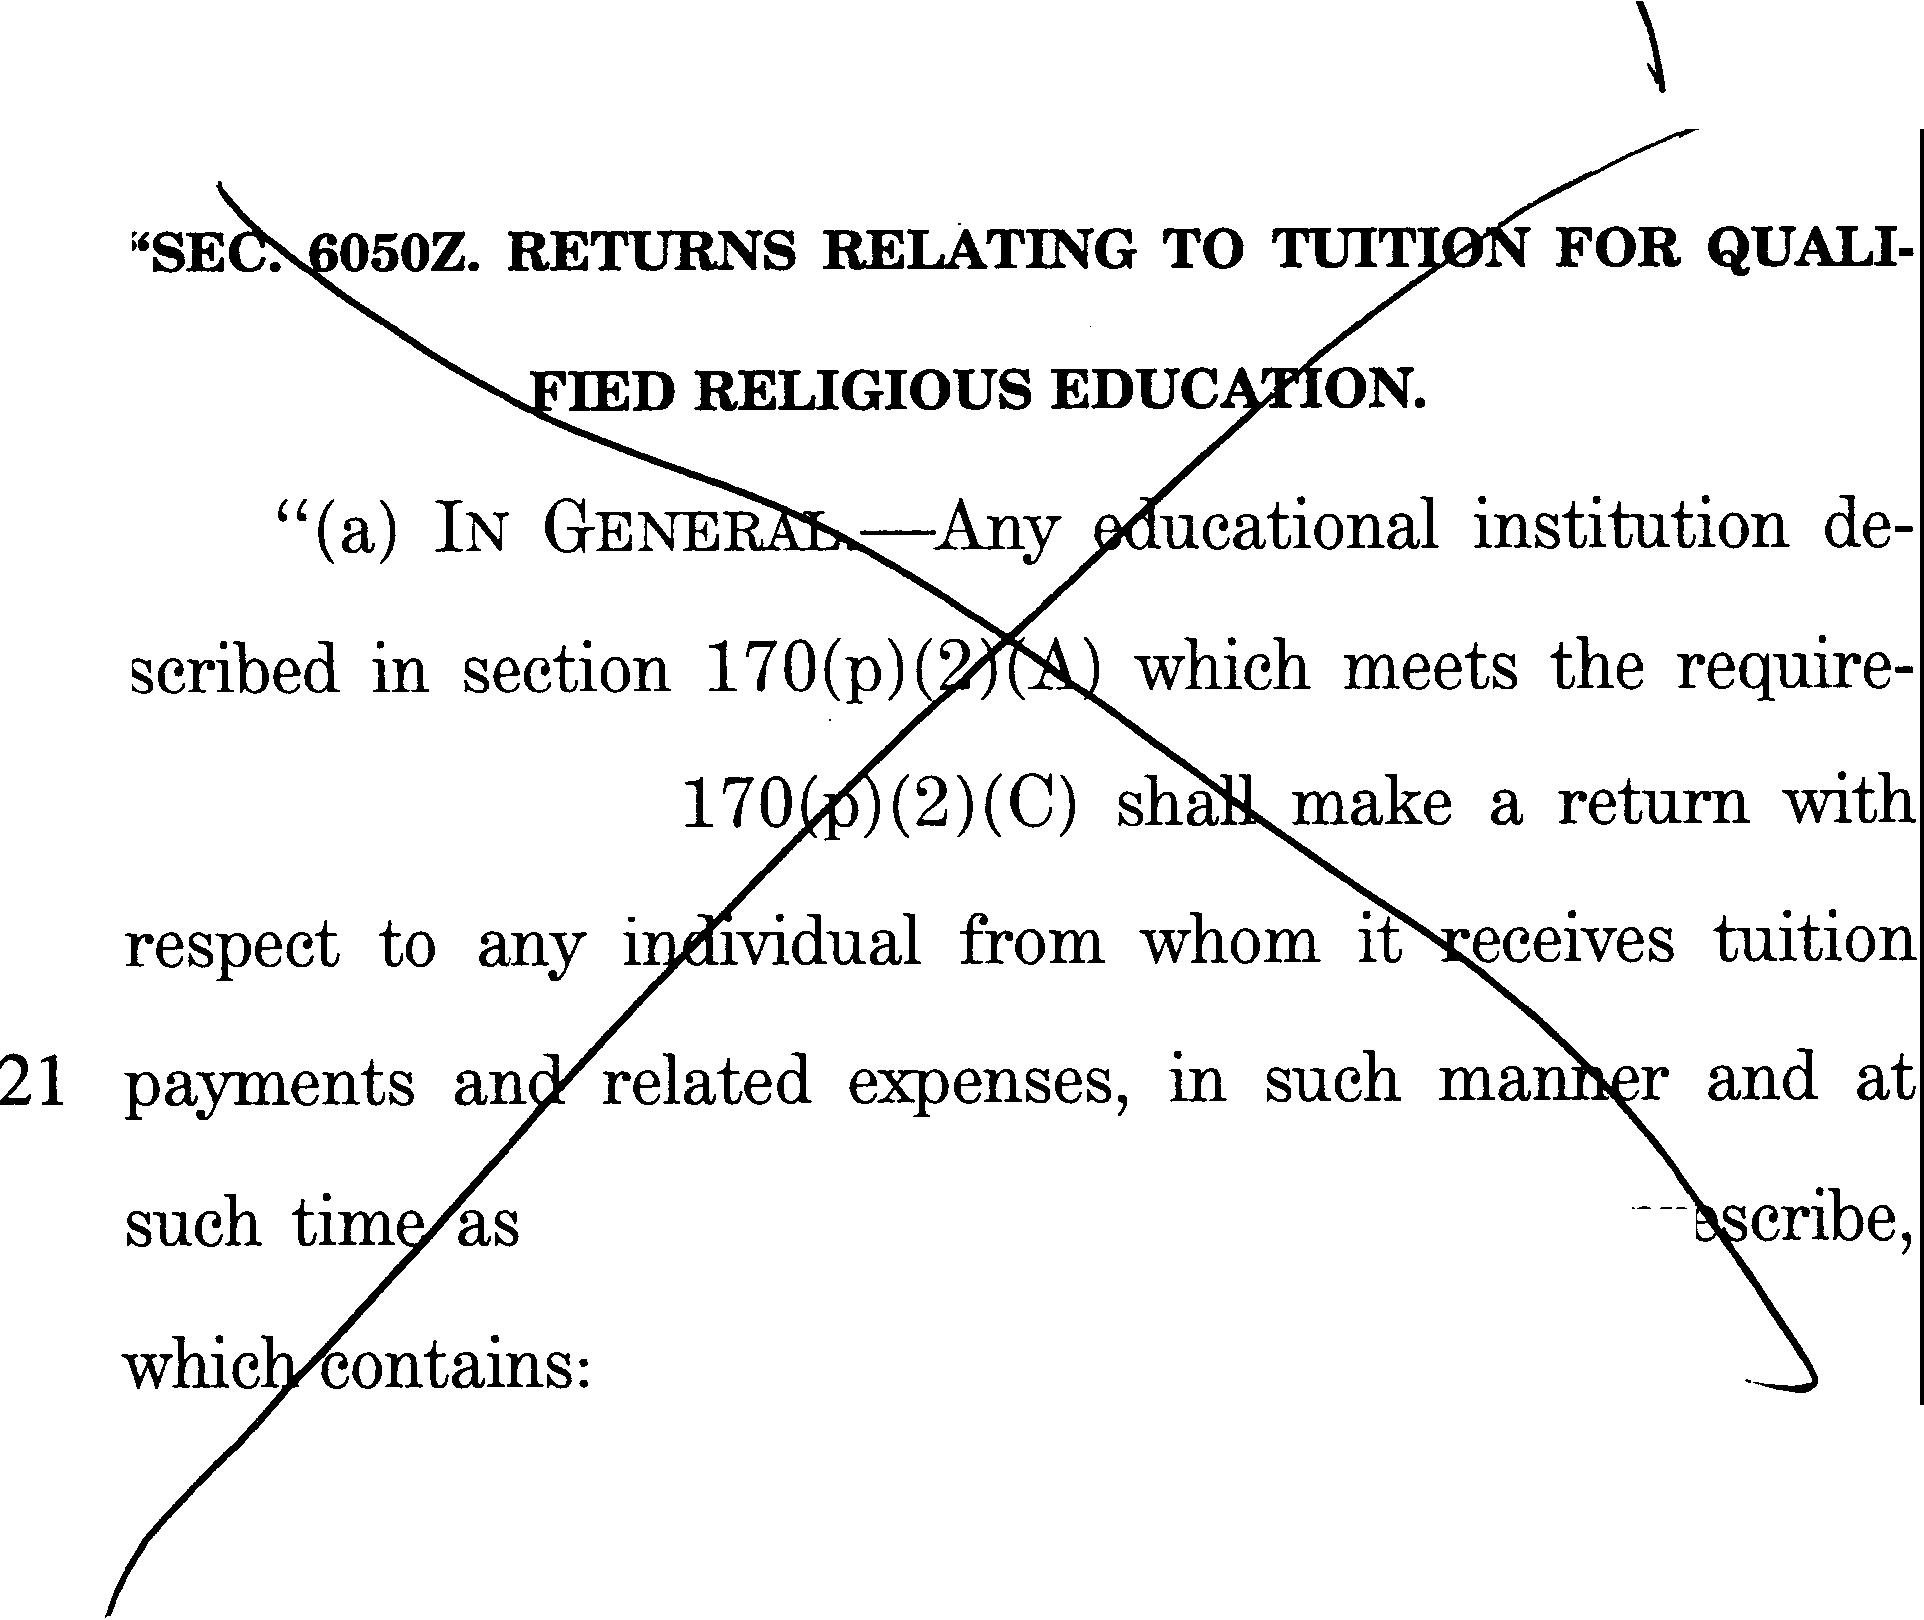 “SEC. 6050Z. RETURNS RELATING TO TUITION FOR QUALI-
FIED RELIGIOUS EDUCATION.
“(a) IN GENERAL.—Any educational institution de-
scribed in section 170(p)(2)(A) which meets the require-
170(p)(2)(C) shall make a return with
respect to any individual from whom it receives tuition
21 payments and related expenses, in such manner and at
such time as escribe,
which contains: